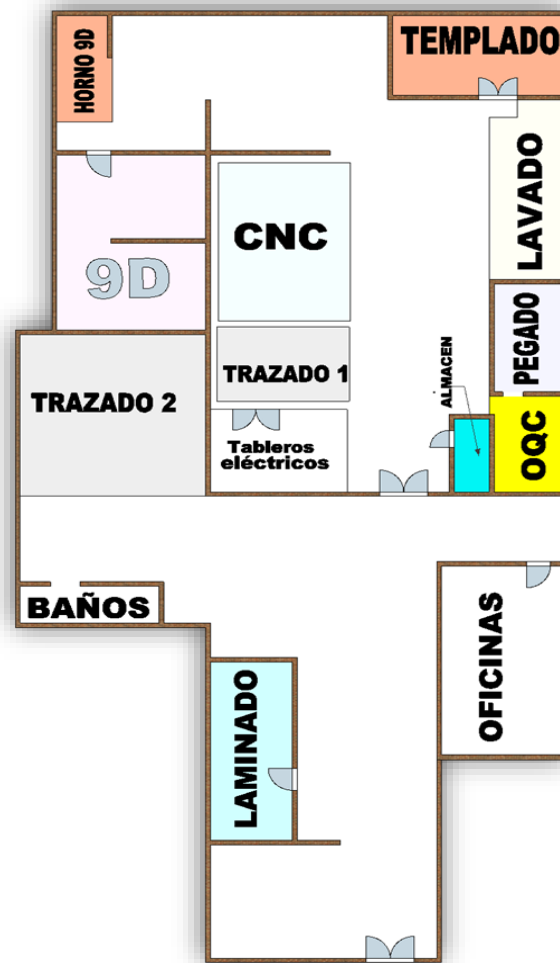 HORNO 9D
TEMPLADO
LAVADO
CNC
9D
PEGADO
TRAZADO 1
ALMACEN
TRAZADO 2
OQC
Tableros
eléctricos
BAÑOS
OFICINAS
LAMINADO